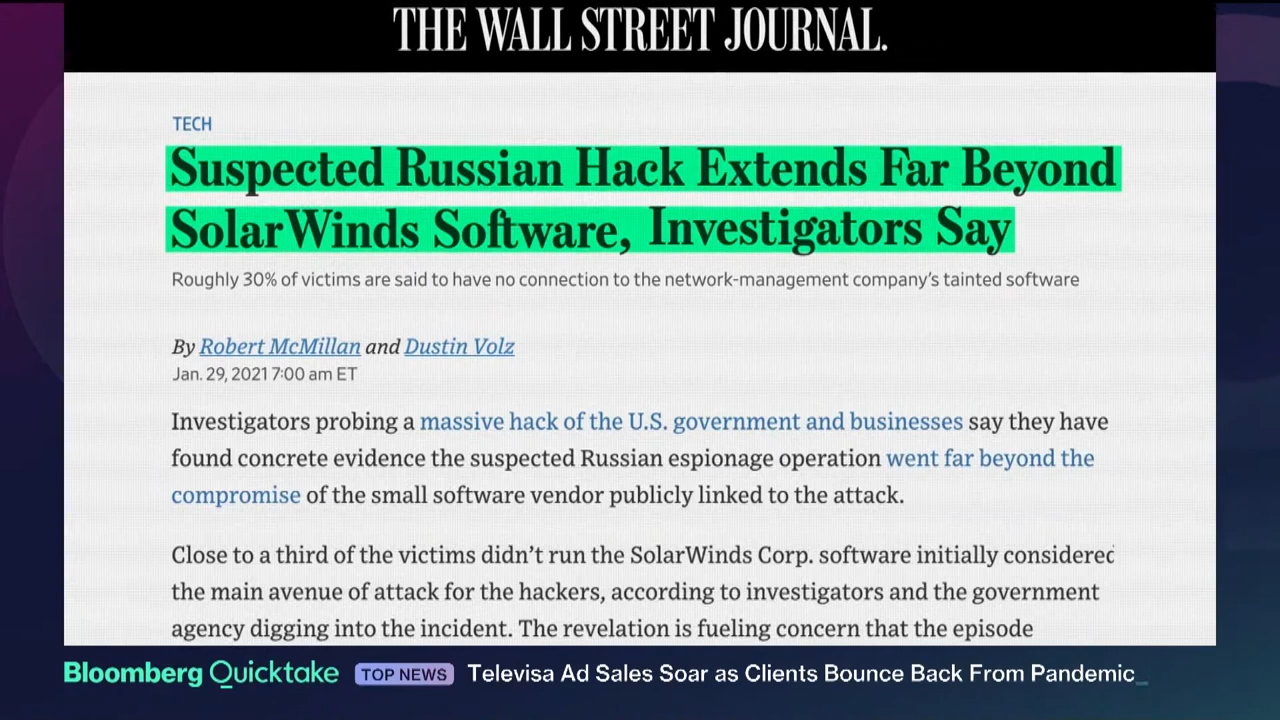 THE WALL STREET JOURNAL.
TECH
Suspected Russian Hack Extends Far Beyond
SolarWinds Software, Investigators Say
Roughly 30% of victims are said to have no connection to the network-management company's tainted software
By Robert McMillan and Dustin Volz
Jan. 29, 2021 7:00 am ET
Investigators probing a massive hack of the U.S. government and businesses say they have
found concrete evidence the suspected Russian espionage operation went far beyond the
compromise of the small software vendor publicly linked to the attack.
Close to a third of the victims didn't run the SolarWinds Corp. software initially considered
the main avenue of attack for the hackers, according to investigators and the government
agency digging into the incident. The revelation is fueling concern that the episode
Bloomberg Quicktake TOP NEWS Televisa Ad Sales Soar as Clients Bounce Back From Pandemic_